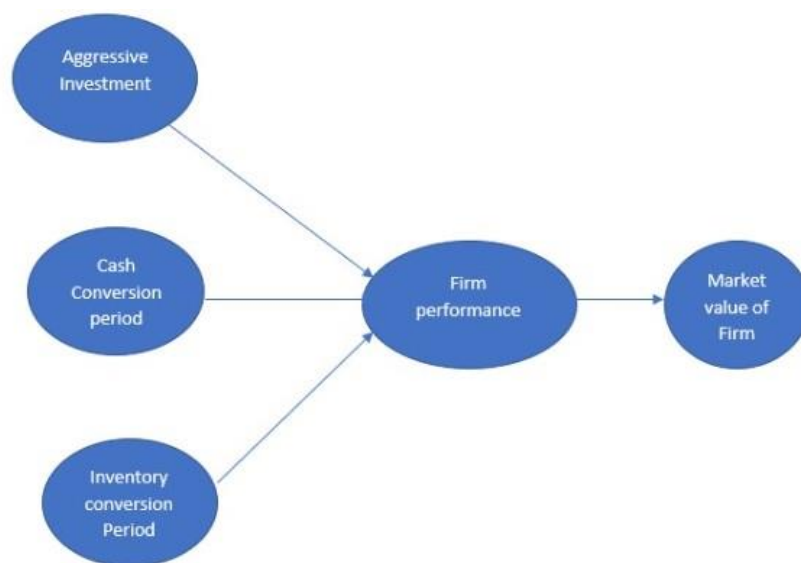 Aggressive
Investment
Cash
Conversion
period
Firm
performance
Market
value of
Firm
Inventory
conversion
Period